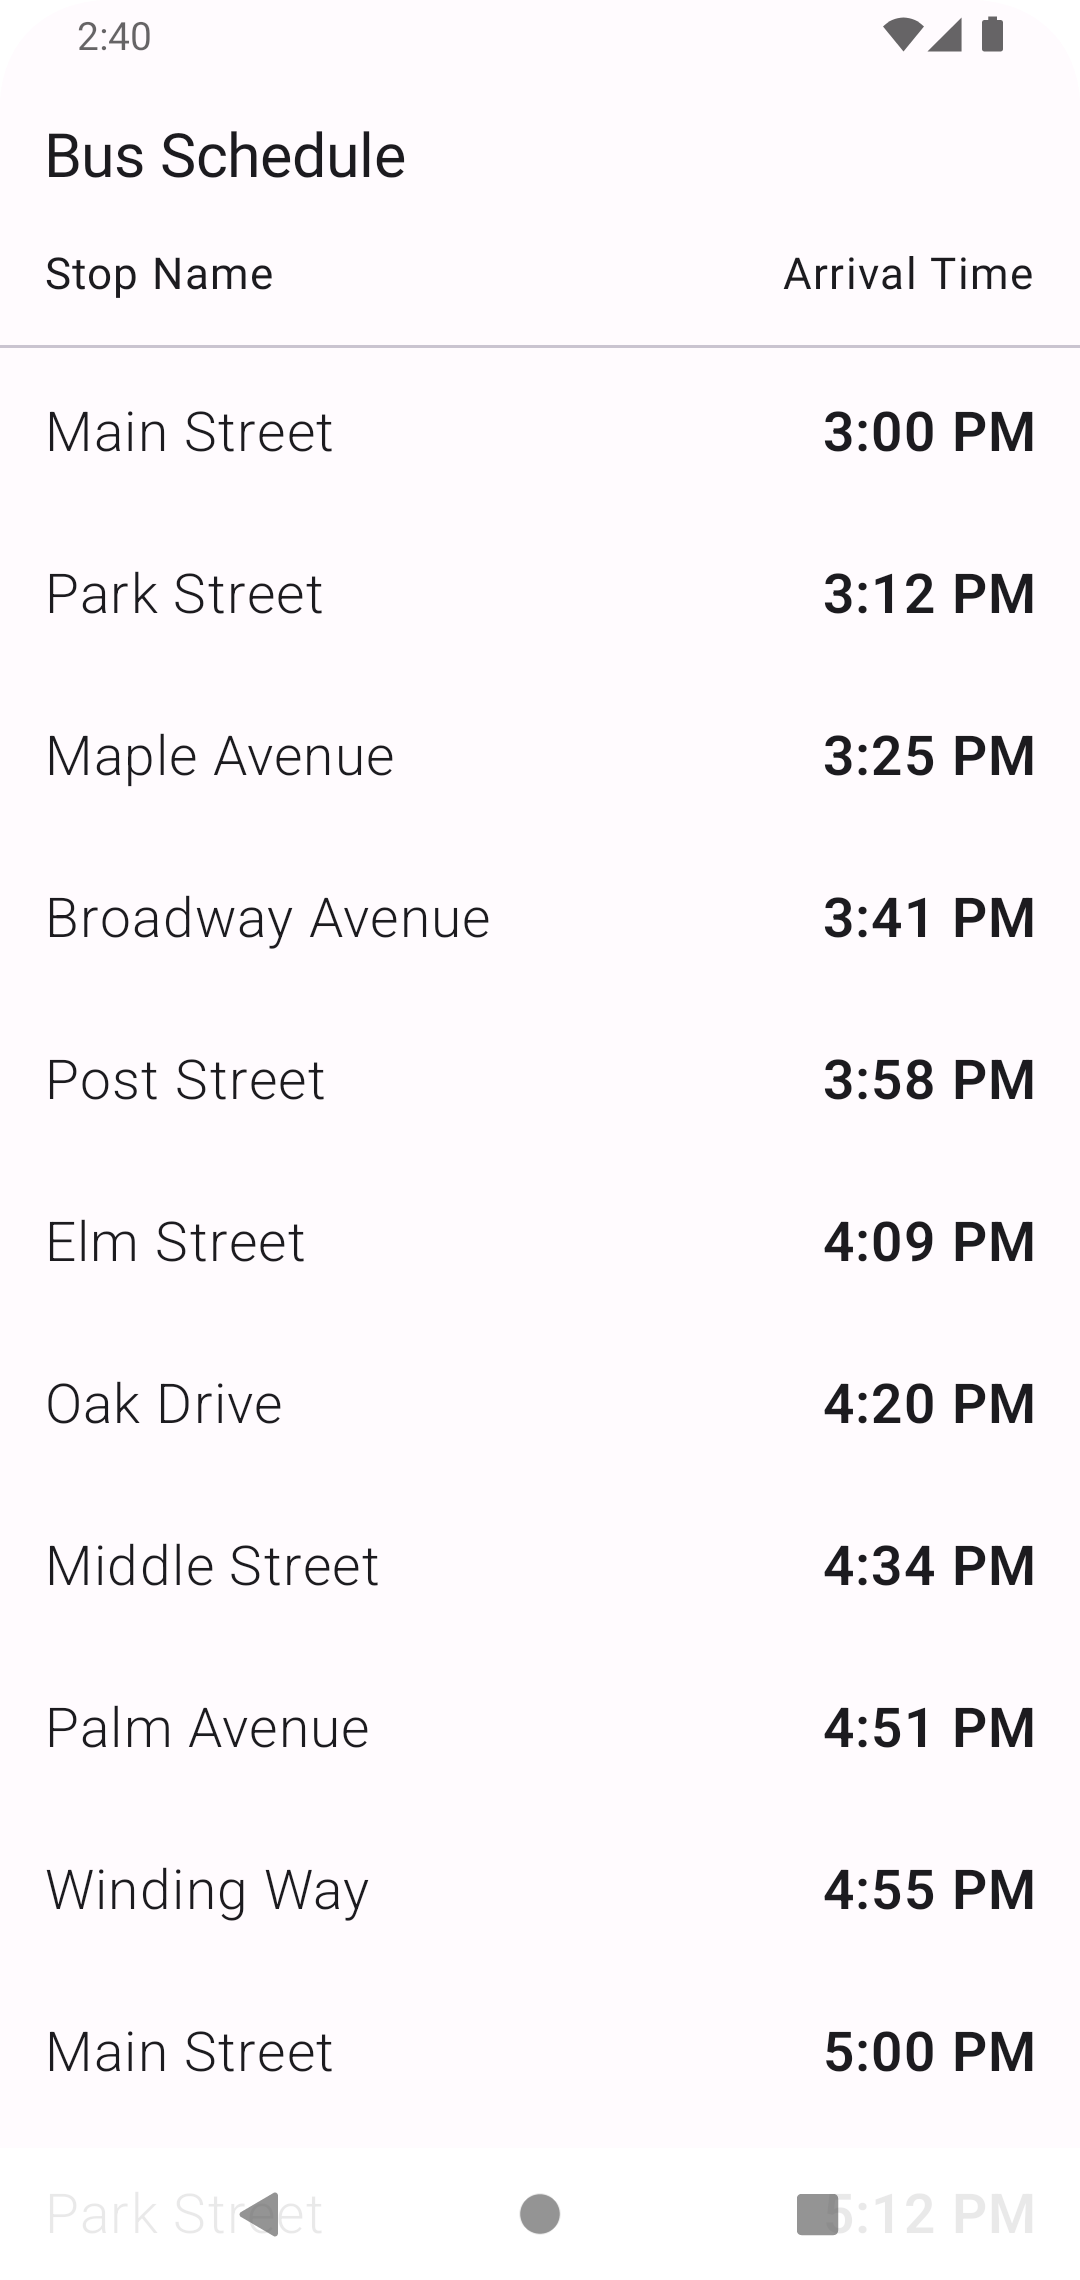 2:40
Bus Schedule
Stop Name Arrival Time
Main Street 3:00 PM
Park Street 3:12 PM
Maple Avenue 3:25 PM
Broadway Avenue 3:41 PM
Post Street 3:58 PM
Elm Street 4:09 PM
Oak Drive 4:20 PM
Middle Street 4:34 PM
Palm Avenue 4:51 PM
Winding Way 4:55 PM
Main Street 5:00 PM
Park Street 5:12 PM